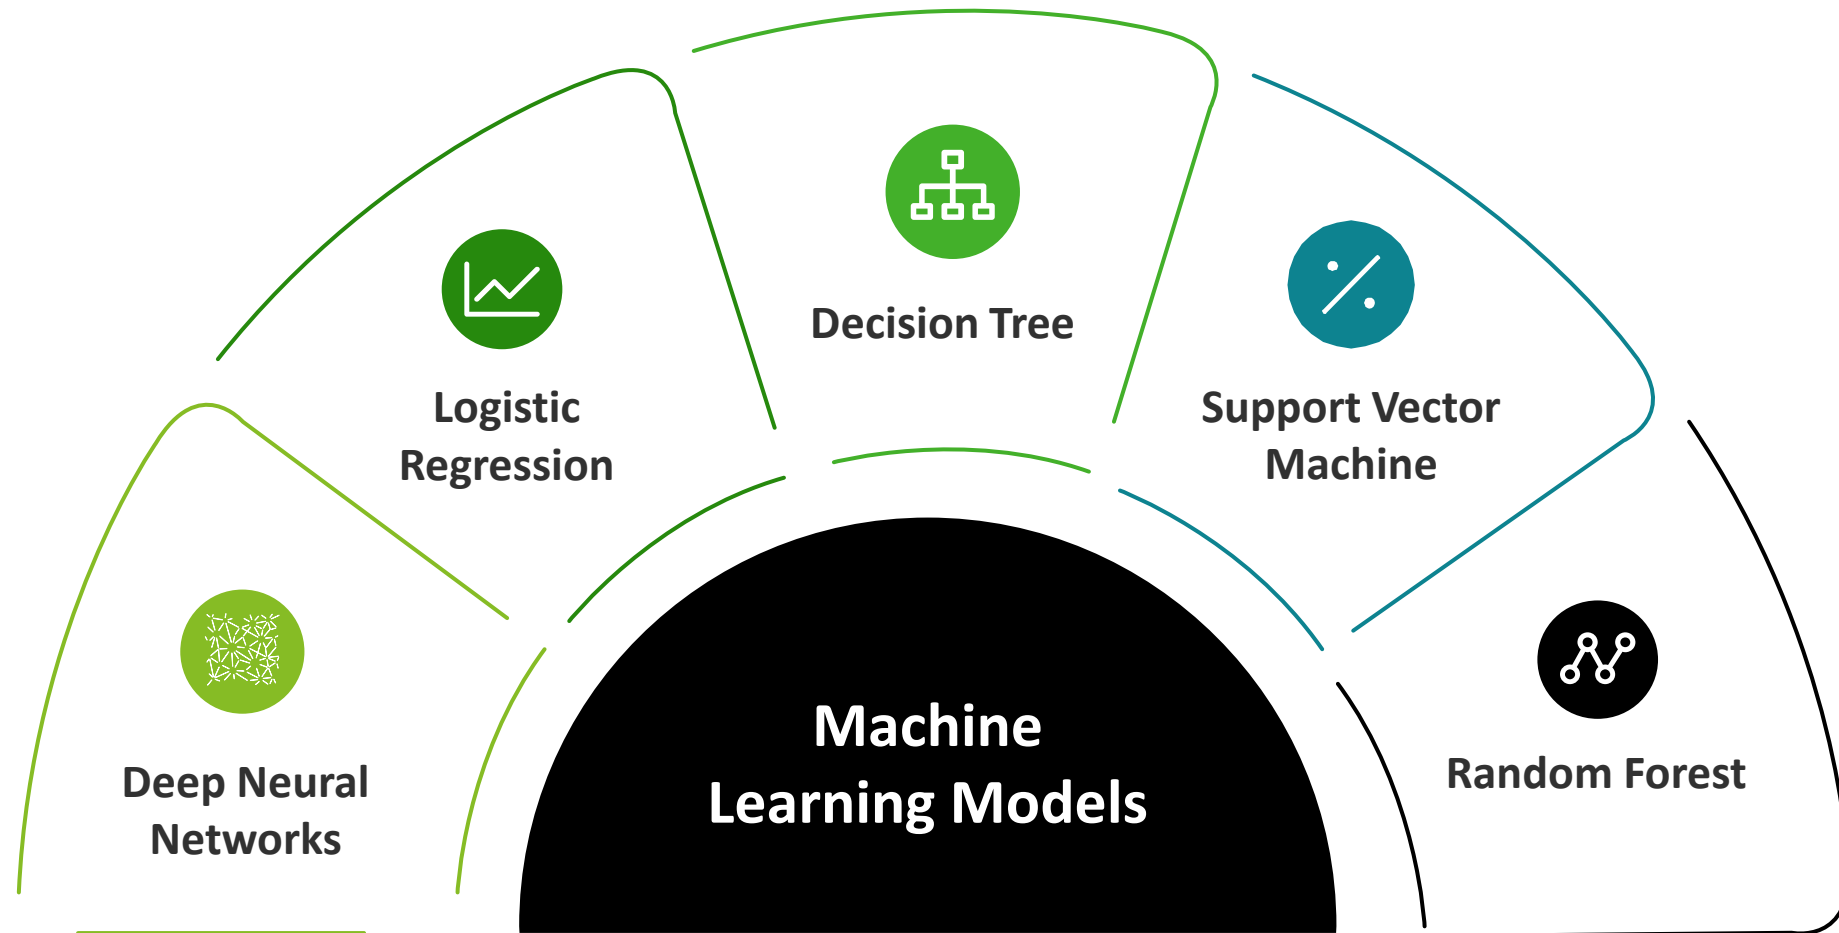 Decision Tree
Logistic
Regression
Support Vector
Machine
Deep Neural
Networks
Random Forest
Machine
Learning Models